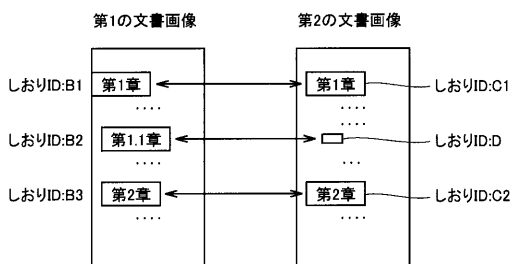 第1の文書画像 第2の文書画像
しおりID:B1 第1章 第1章 しおりID:C1
‥‥ ‥‥
‥‥
しおりID:B2 第1.1章 しおりID:D
‥‥ …
しおりID:B3 第2章 第2章 しおりID:C2
‥‥ ‥‥